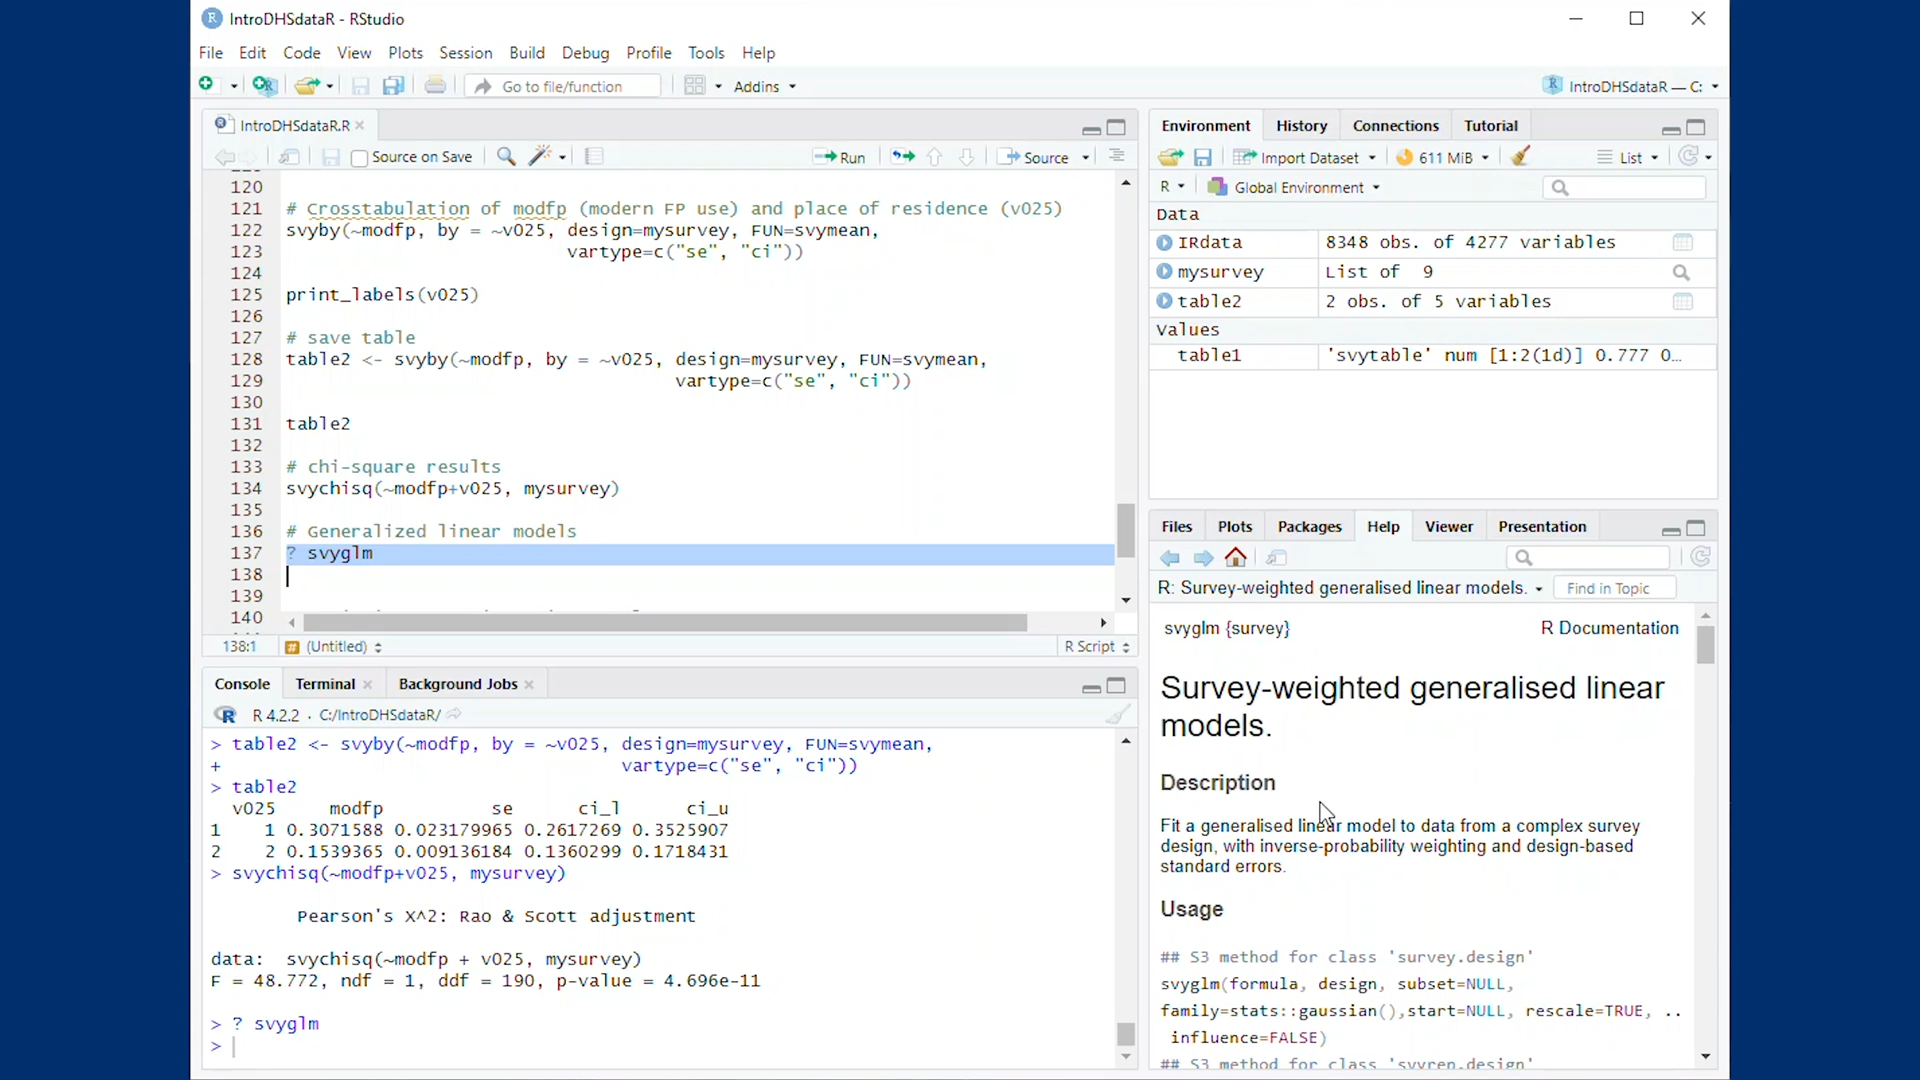 IntroDHSdataR - RStudio
File Edit Code View Plots Session Build Debug Profile Tools Help
Go to file/function Addins IntroDHSdataR — C:
IntroDHSdataR.R
Source on Save Run Source
120
121 # Crosstabulation of modfp (modern FP use) and place of residence (v025)
122 svyby(~modfp, by = ~v025, design=mysurvey, FUN=svymean,
123 vartype=c("se", "ci"))
124
125 print_labels(v025)
126
127 # save table
128 table2 <- svyby(~modfp, by = ~v025, design=mysurvey, FUN=svymean,
129 vartype=c("se", "ci"))
130
131 table2
132
133 # chi-square results
134 svychisq(~modfp+v025, mysurvey)
135
136 # Generalized linear models
137 ? svyglm
138
139
140
138:1 (Untitled) R Script
Console Terminal Background Jobs
R 4.2.2 · C:/IntroDHSdataR/
> table2 <- svyby(~modfp, by = ~v025, design=mysurvey, FUN=svymean,
+ vartype=c("se", "ci"))
> table2
v025 modfp se ci_l ci_u
1 1 0.3071588 0.023179965 0.2617269 0.3525907
2 2 0.1539365 0.009136184 0.1360299 0.1718431
> svychisq(~modfp+v025, mysurvey)
Pearson's X^2: Rao & Scott adjustment
data: svychisq(~modfp + v025, mysurvey)
F = 48.772, ndf = 1, ddf = 190, p-value = 4.696e-11
> ? svyglm
>
Environment History Connections Tutorial
Import Dataset 611 MiB List
R Global Environment
Data
IRdata 8348 obs. of 4277 variables
mysurvey List of 9
table2 2 obs. of 5 variables
Values
table1 'svytable' num [1:2(1d)] 0.777 0…
Files Plots Packages Help Viewer Presentation
R: Survey-weighted generalised linear models. Find in Topic
svyglm {survey} R Documentation
Survey-weighted generalised linear
models.
Description
Fit a generalised linear model to data from a complex survey
design, with inverse-probability weighting and design-based
standard errors.
Usage
## S3 method for class 'survey.design'
svyglm(formula, design, subset=NULL,
family=stats::gaussian(),start=NULL, rescale=TRUE, ..
influence=FALSE)
## S3 method for class 'svyrep.design'